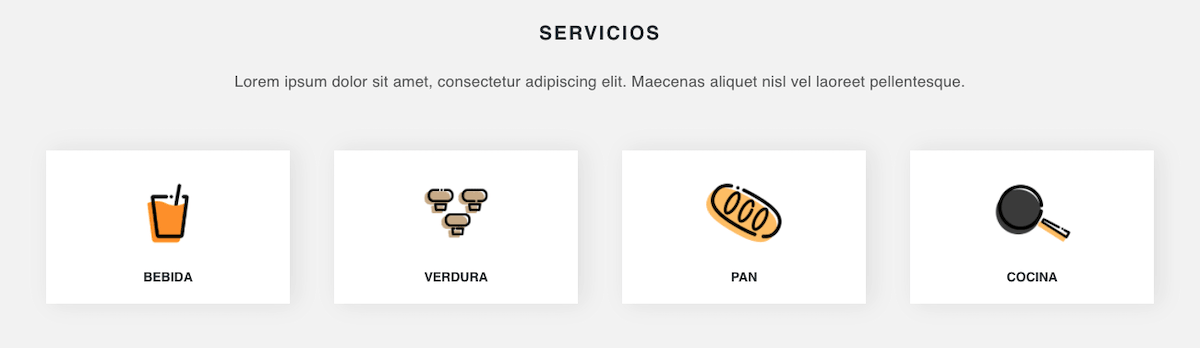 SERVICIOS
Lorem ipsum dolor sit amet, consectetur adipiscing elit. Maecenas aliquet nisl vel laoreet pellentesque.
BEBIDA
VERDURA
PAN
COCINA